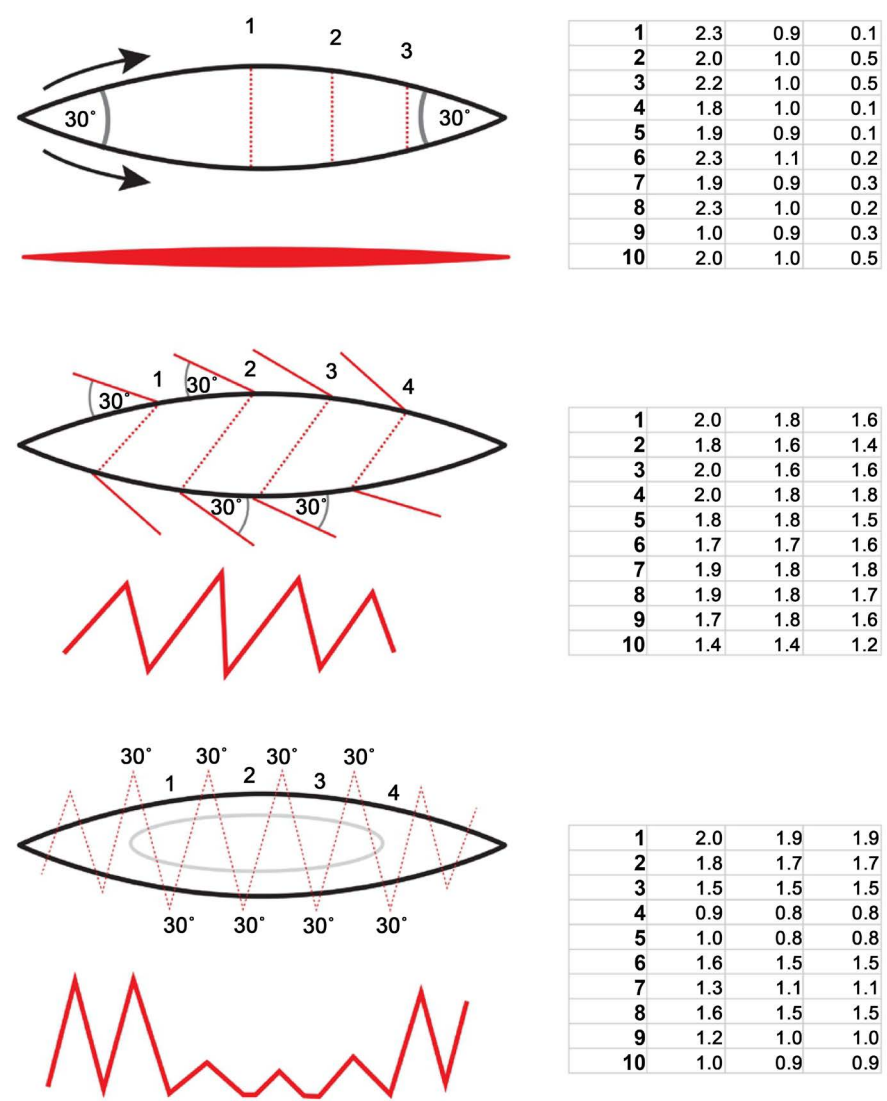 1
2
3
30° 30°
1 2.3 0.9 0.1
2 2.0 1.0 0.5
3 2.2 1.0 0.5
4 1.8 1.0 0.1
5 1.9 0.9 0.1
6 2.3 1.1 0.2
7 1.9 0.9 0.3
8 2.3 1.0 0.2
9 1.0 0.9 0.3
10 2.0 1.0 0.5
1 2 3 4
30° 30°
30° 30°
1 2.0 1.8 1.6
2 1.8 1.6 1.4
3 2.0 1.6 1.6
4 2.0 1.8 1.8
5 1.8 1.8 1.5
6 1.7 1.7 1.6
7 1.9 1.8 1.8
8 1.9 1.8 1.7
9 1.7 1.8 1.6
10 1.4 1.4 1.2
30° 30° 30° 30°
1 2 3 4
30° 30° 30° 30°
1 2.0 1.9 1.9
2 1.8 1.7 1.7
3 1.5 1.5 1.5
4 0.9 0.8 0.8
5 1.0 0.8 0.8
6 1.6 1.5 1.5
7 1.3 1.1 1.1
8 1.6 1.5 1.5
9 1.2 1.0 1.0
10 1.0 0.9 0.9